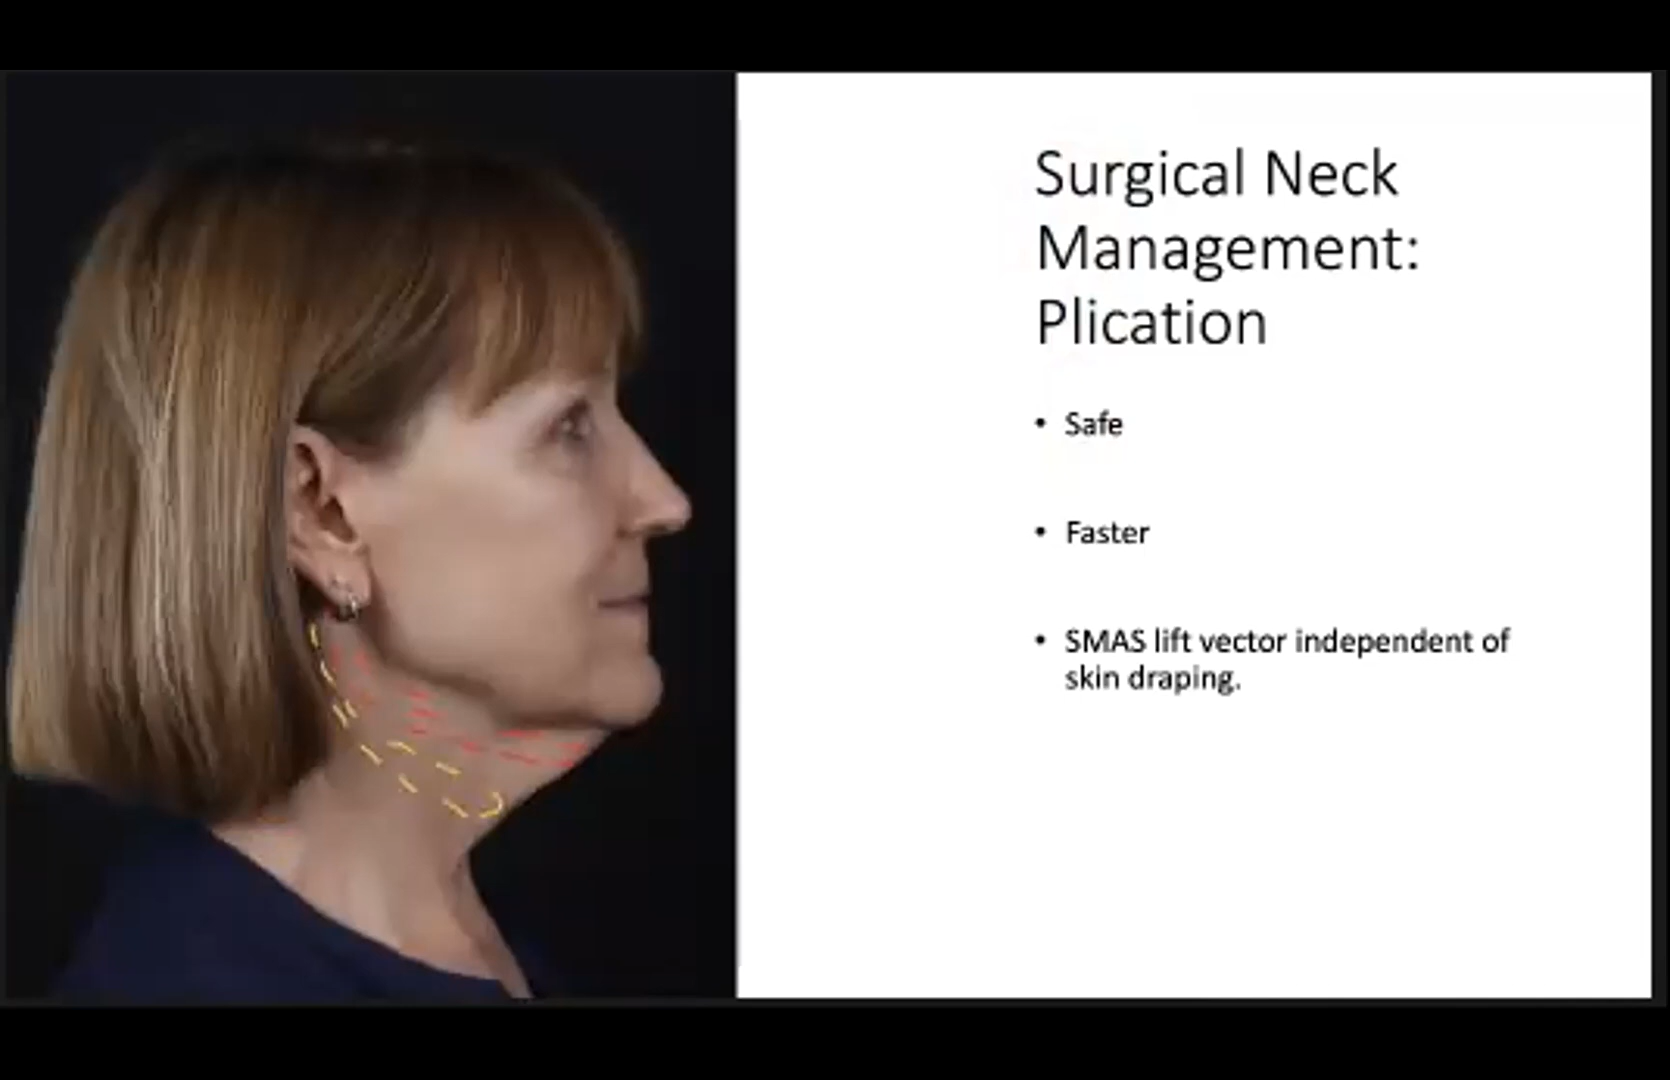 Surgical Neck
Management:
Plication
• Safe
• Faster
• SMAS lift vector independent of
skin draping.